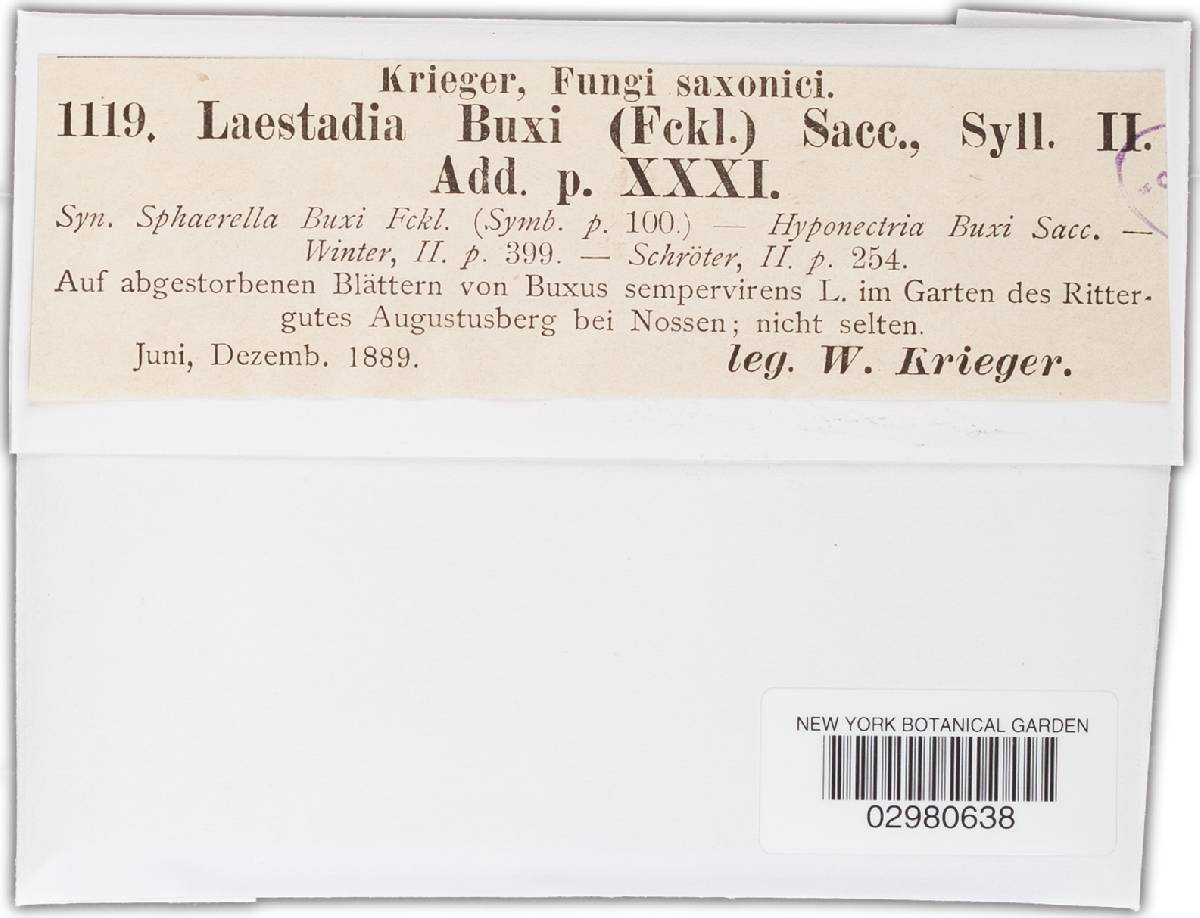 Krieger, Fungi saxonici.
1119. Laestadia Buxi (Fckl.) Sacc., Syll. II.
Add. p. XXXI.
Syn. Sphaerella Buxi Fckl. (Symb. p. 100.) — Hyponectria Buxi Sacc. —
Winter, II. p. 399. — Schröter, II. p. 254.
Auf abgestorbenen Blättern von Buxus sempervirens L. im Garten des Ritter-
gutes Augustusberg bei Nossen; nicht selten.
Juni, Dezemb. 1889. leg. W. Krieger.
NEW YORK BOTANICAL GARDEN
02980638